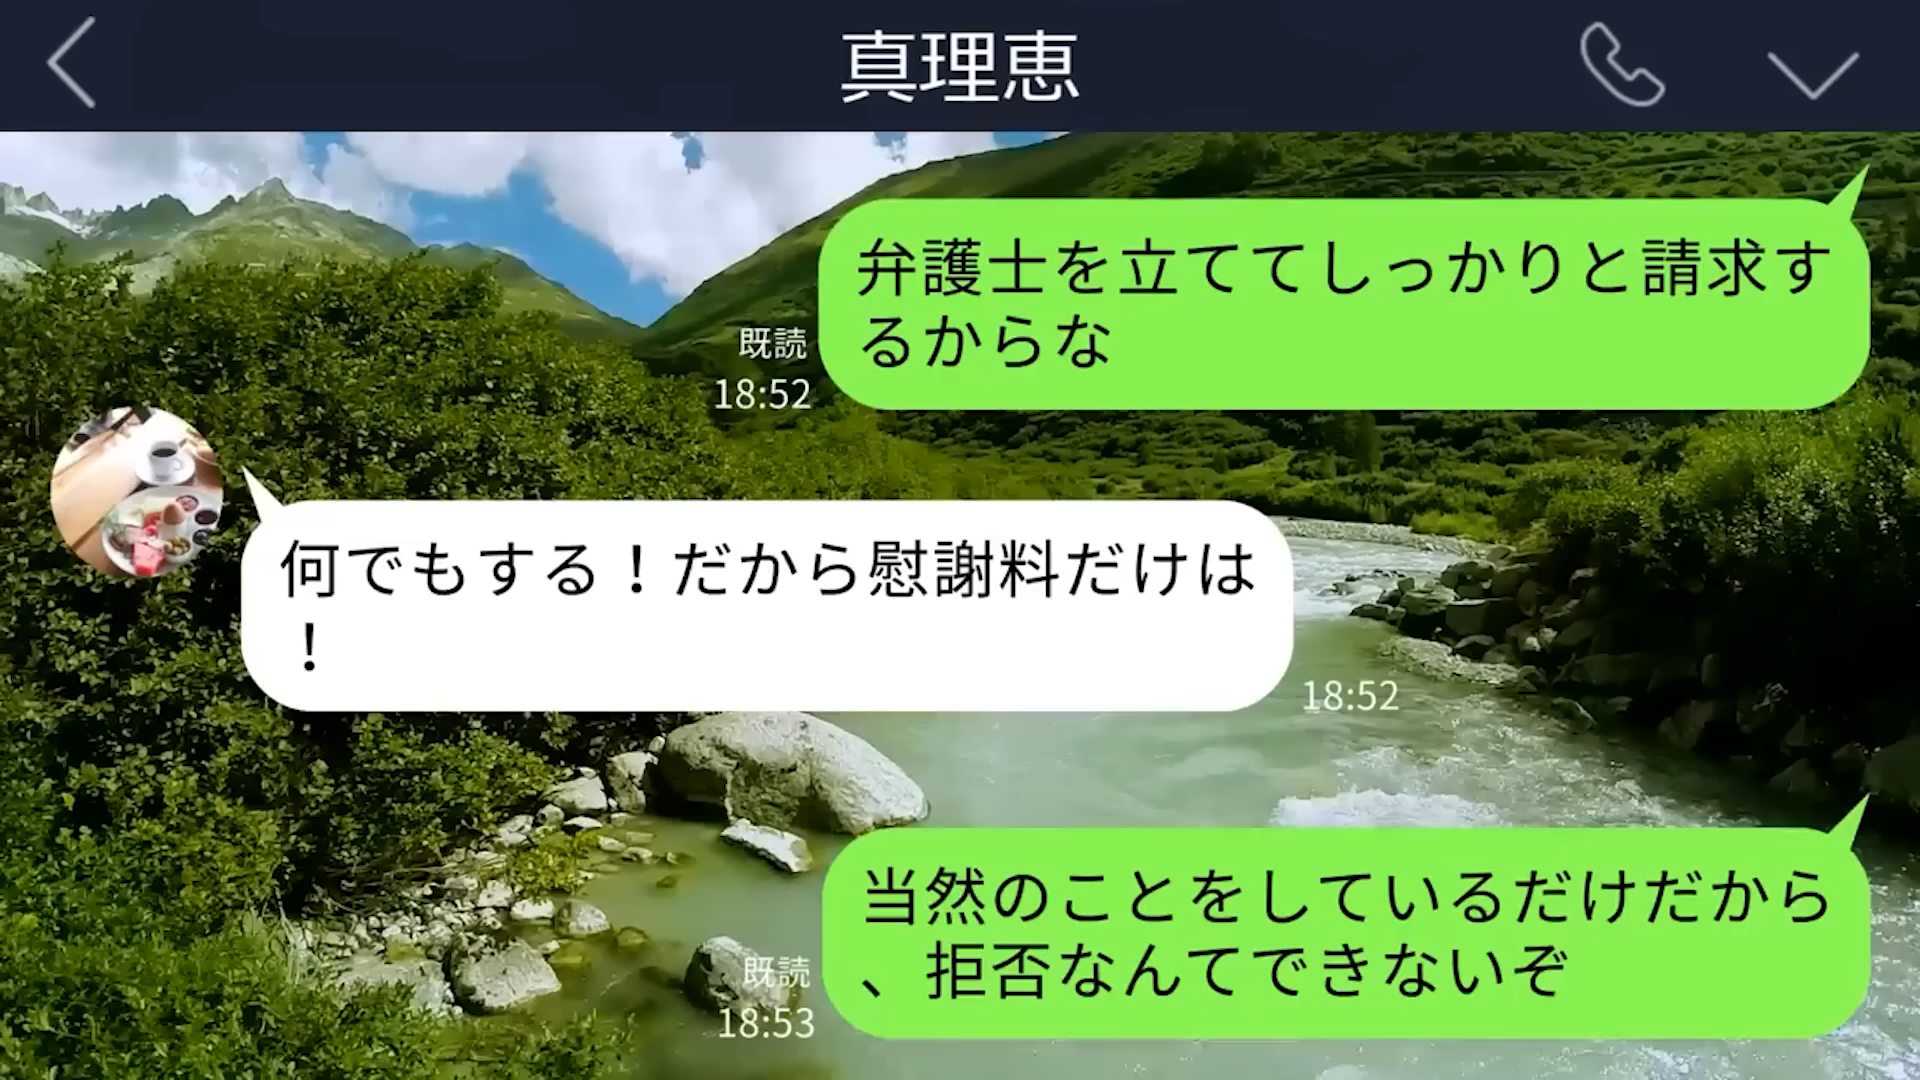 真理恵
弁護士を立ててしっかりと請求す
るからな
既読
18:52
何でもする！だから慰謝料だけは
！
18:52
当然のことをしているだけだから
、拒否なんてできないぞ
既読
18:53